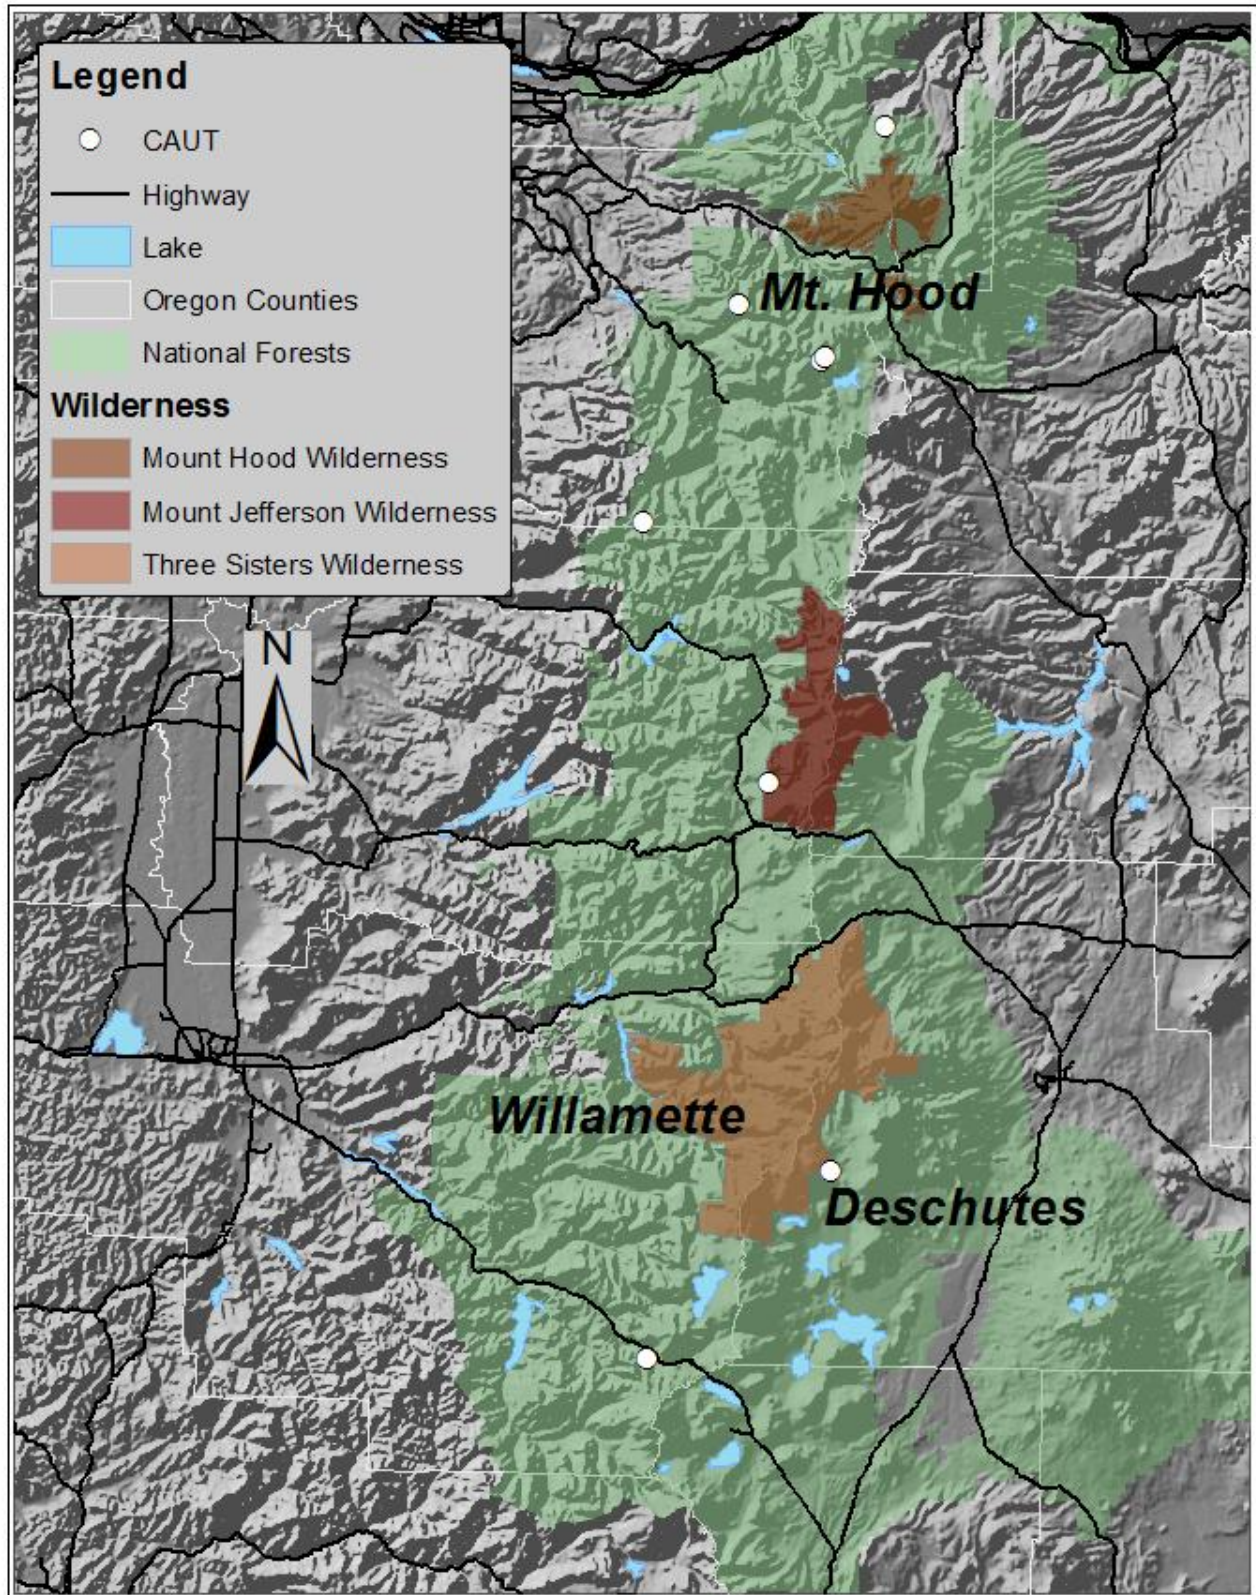 Legend
CAUT
Highway
Lake
Oregon Counties
National Forests
Wilderness
Mount Hood Wilderness
Mount Jefferson Wilderness
Three Sisters Wilderness
Mt. Hood
N
Willamette
Deschutes